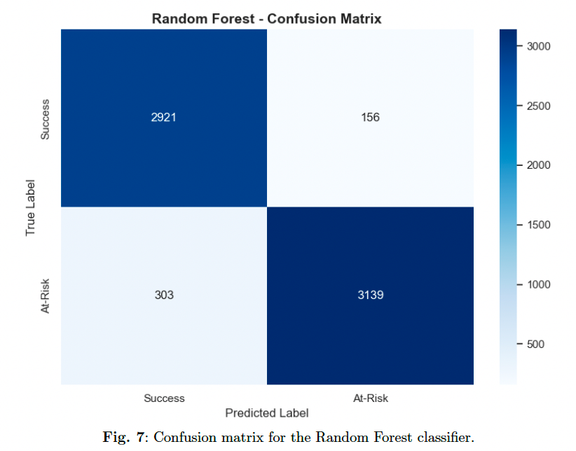 Random Forest - Confusion Matrix
True Label
Success
2921
156
At-Risk
303
3139
Success
At-Risk
Predicted Label
3000
2500
2000
1500
1000
500
Fig. 7: Confusion matrix for the Random Forest classifier.